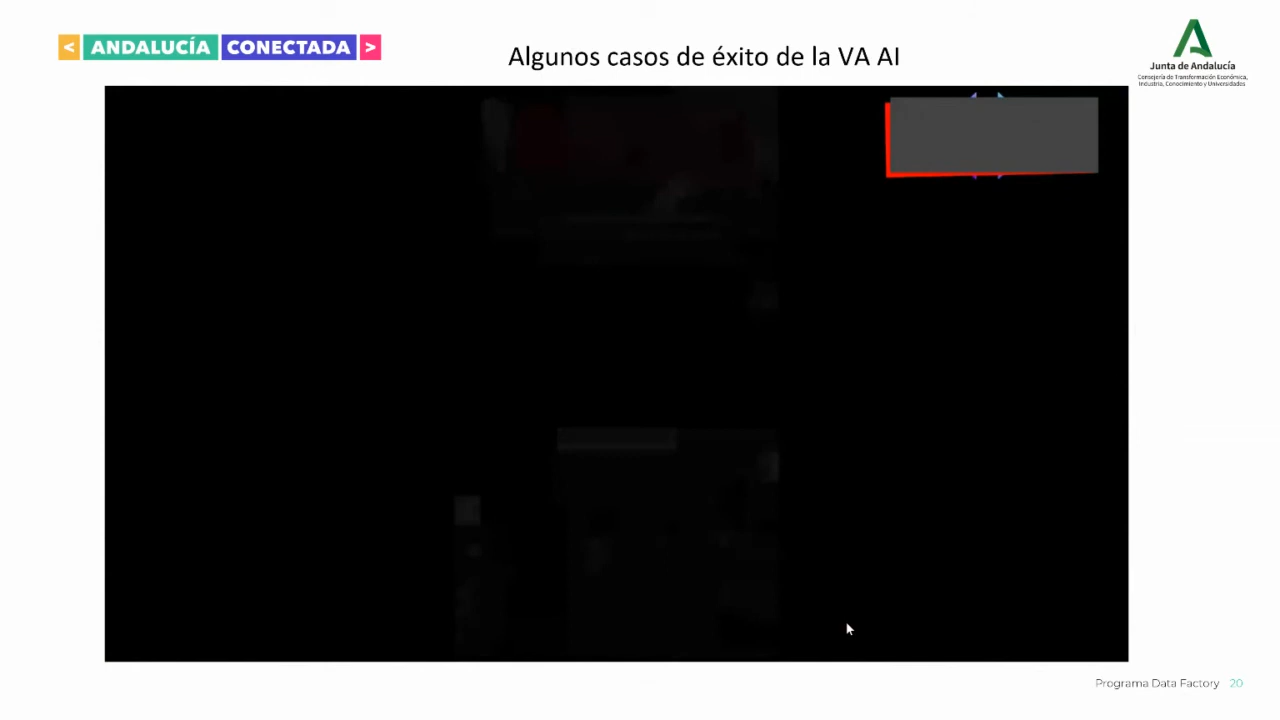 < ANDALUCÍA CONECTADA >
Algunos casos de éxito de la VA AI
Junta de Andalucía
Consejería de Transformación Económica,
Industria, Conocimiento y Universidades
Programa Data Factory 20